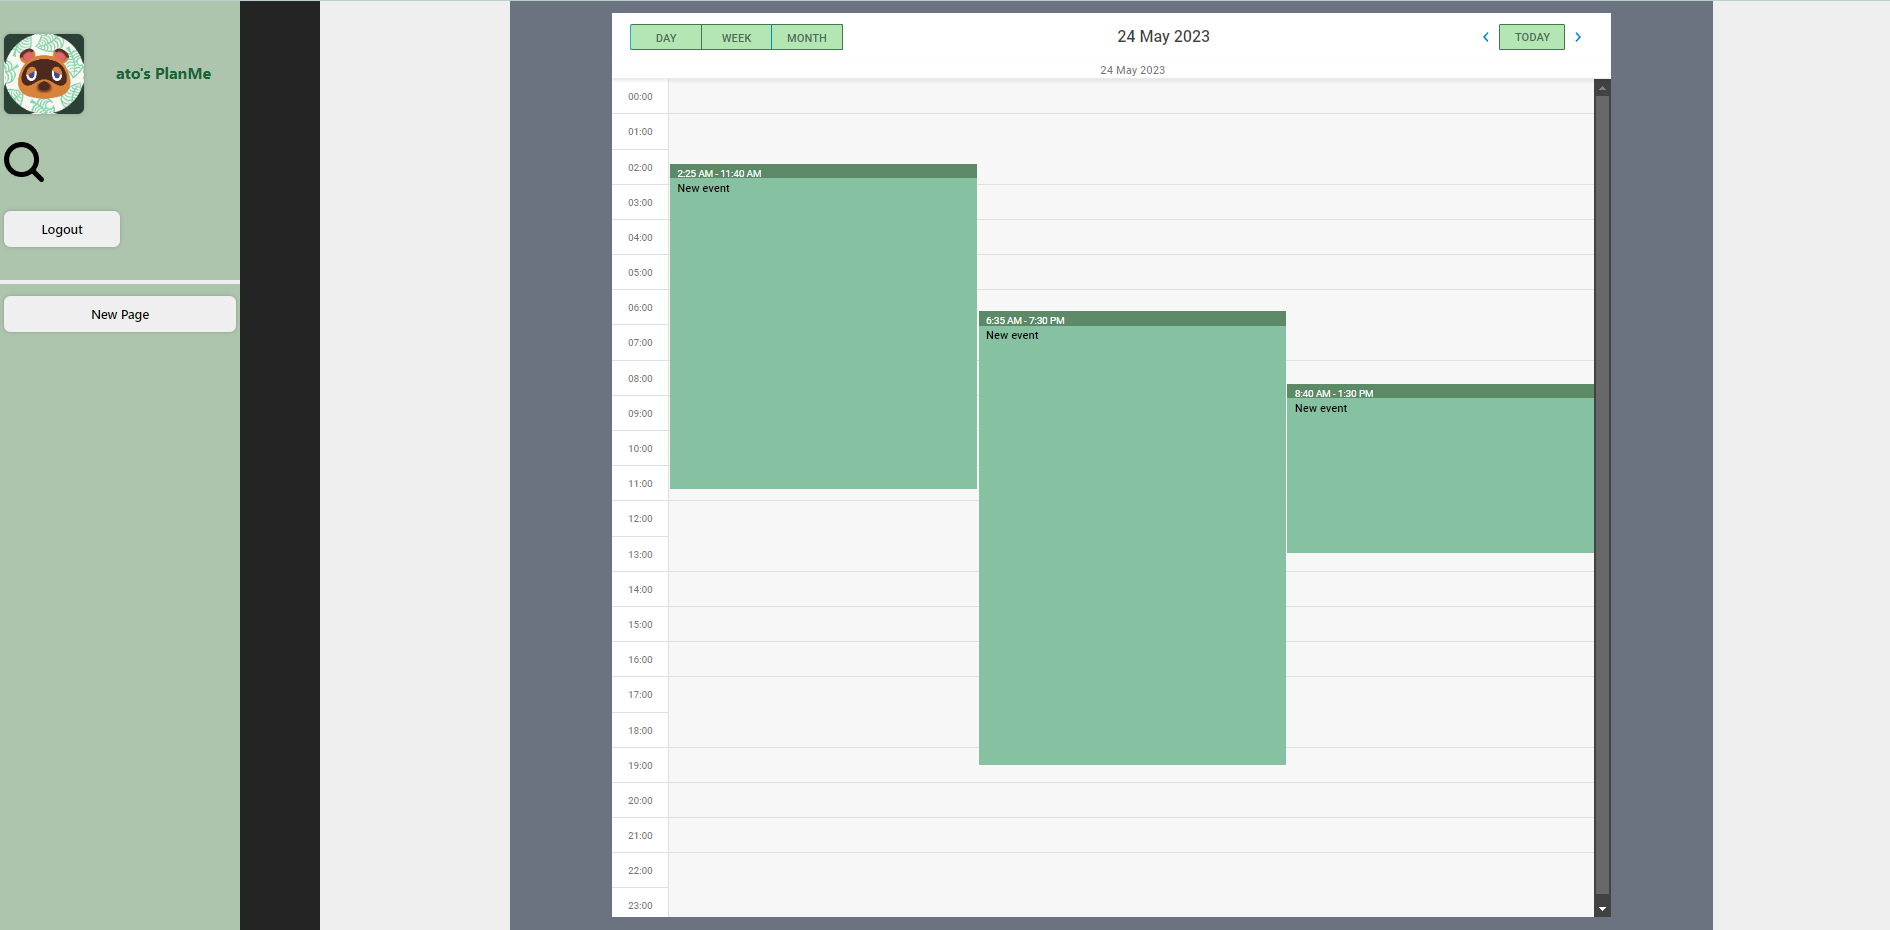 ato's PlanMe
Logout
New Page
DAY WEEK MONTH
24 May 2023
TODAY
24 May 2023
00:00
01:00
02:00
03:00
04:00
05:00
06:00
07:00
08:00
09:00
10:00
11:00
12:00
13:00
14:00
15:00
16:00
17:00
18:00
19:00
20:00
21:00
22:00
23:00
2:25 AM - 11:40 AM
New event
6:35 AM - 7:30 PM
New event
8:40 AM - 1:30 PM
New event